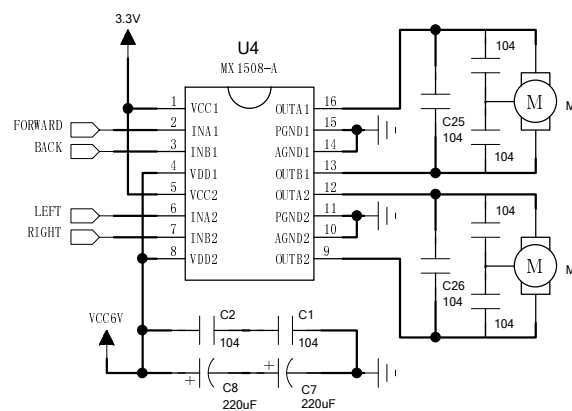 3.3V
U4
MX1508-A
1 VCC1 OUTA1 16
FORWARD 2 INA1 PGND1 15
BACK 3 INB1 AGND1 14
4 VDD1 OUTB1 13
5 VCC2 OUTA2 12
LEFT 6 INA2 PGND2 11
RIGHT 7 INB2 AGND2 10
8 VDD2 OUTB2 9
104
C25
104
M
M
104
104
C26
104
M
M
104
VCC6V
C2
104
C1
104
+
C8
220uF
+
C7
220uF